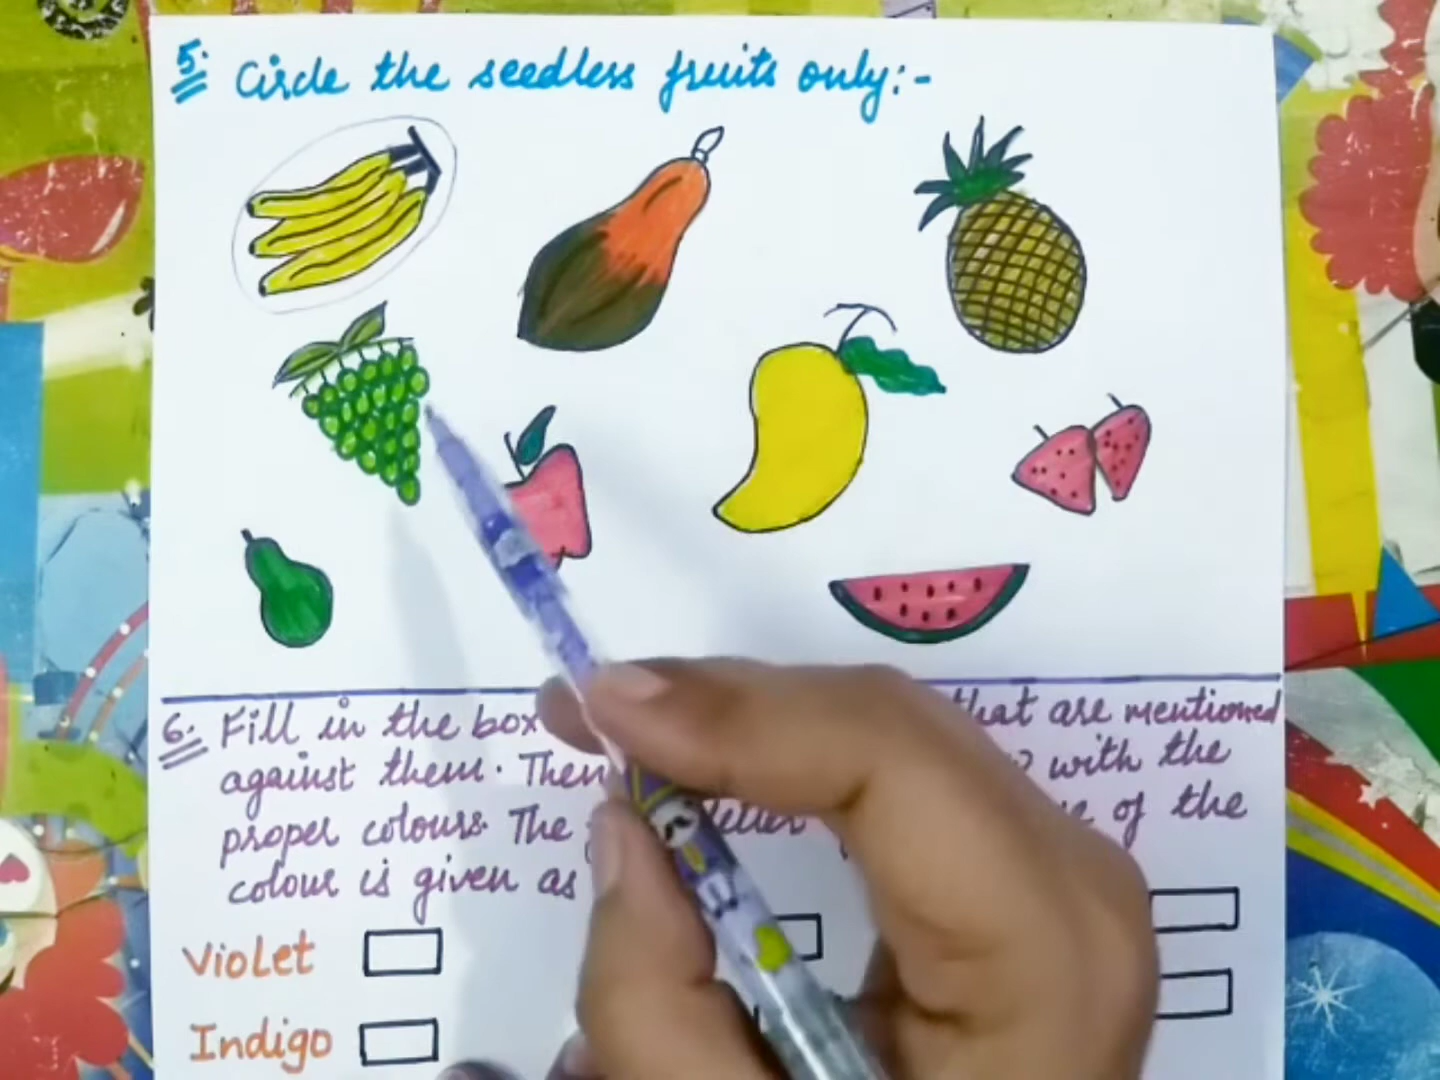 5. Circle the seedless fruits only:-
6. Fill in the box that are mentioned
against them. Then with the
proper colours. The letter of the
colour is given as
Violet
Indigo